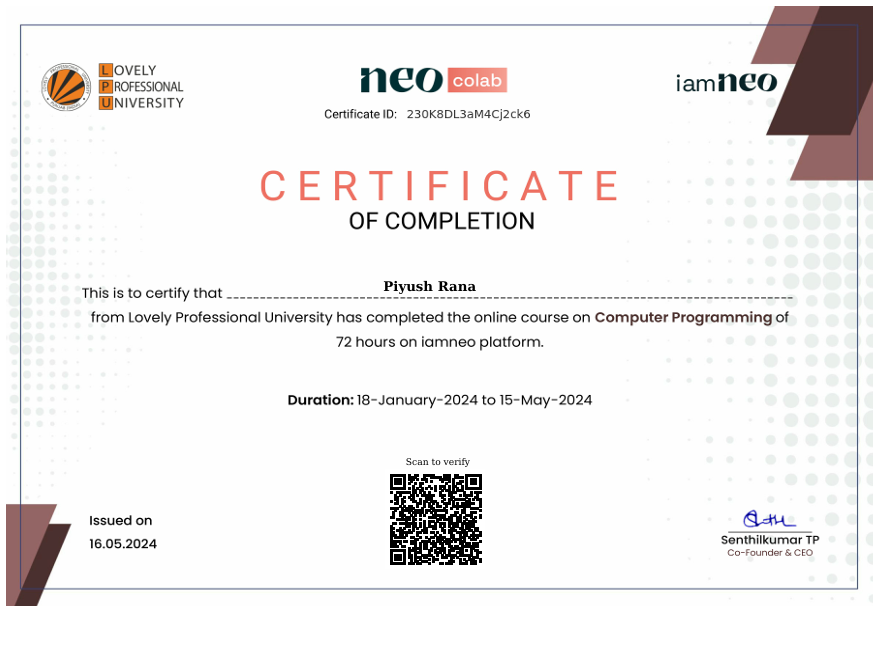 LOVELY
PROFESSIONAL
UNIVERSITY
neo colab
iamneo
Certificate ID: 230K8DL3aM4Cj2ck6
CERTIFICATE
OF COMPLETION
This is to certify that Piyush Rana
from Lovely Professional University has completed the online course on Computer Programming of
72 hours on iamneo platform.
Duration: 18-January-2024 to 15-May-2024
Scan to verify
Issued on
16.05.2024
Senthilkumar TP
Co-Founder & CEO